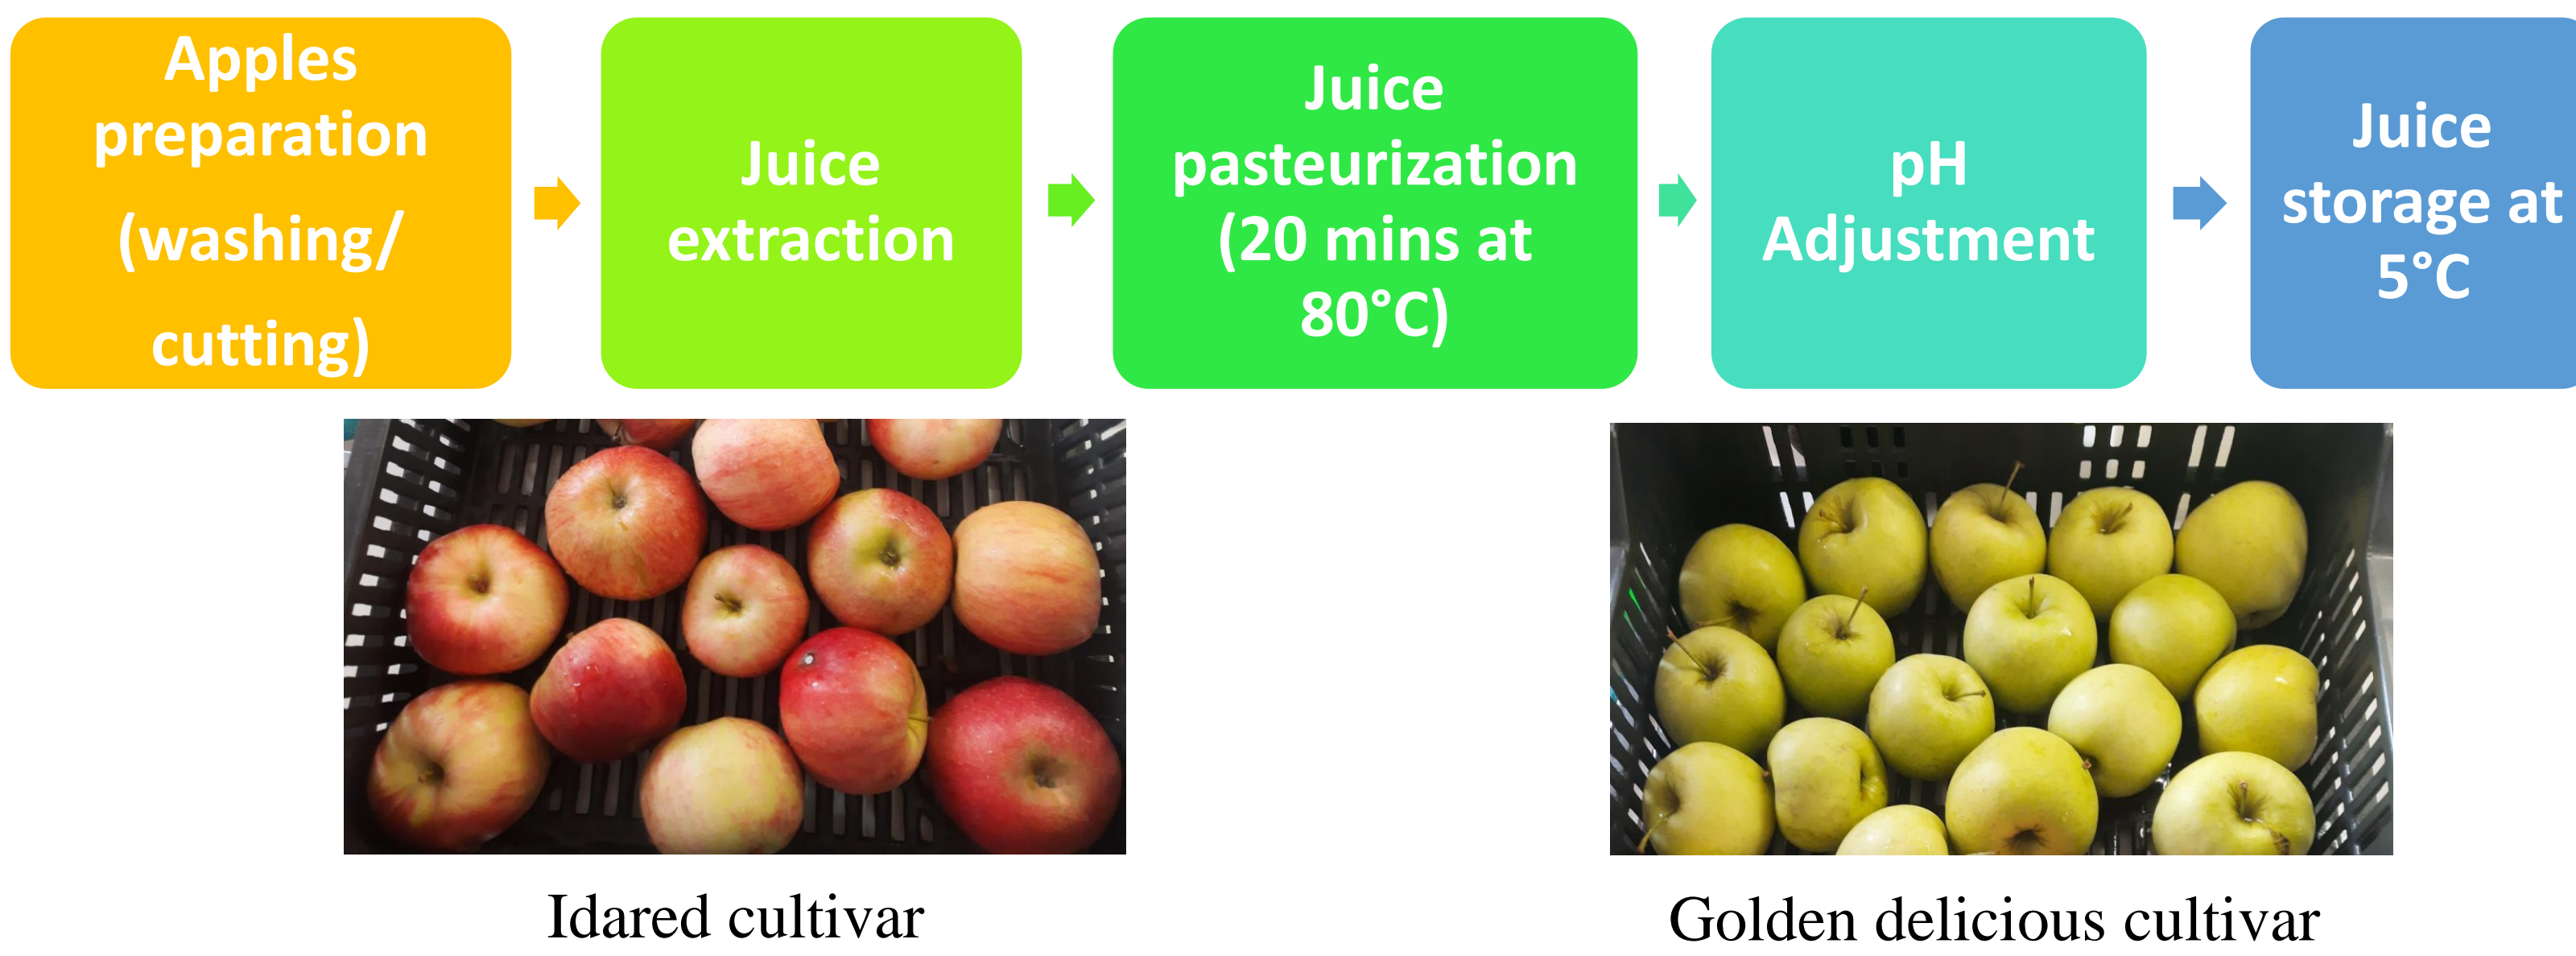 Apples
preparation
(washing/
cutting)
Juice
extraction
Juice
pasteurization
(20 mins at
80°C)
pH
Adjustment
Juice
storage at
5°C
Idared cultivar
Golden delicious cultivar